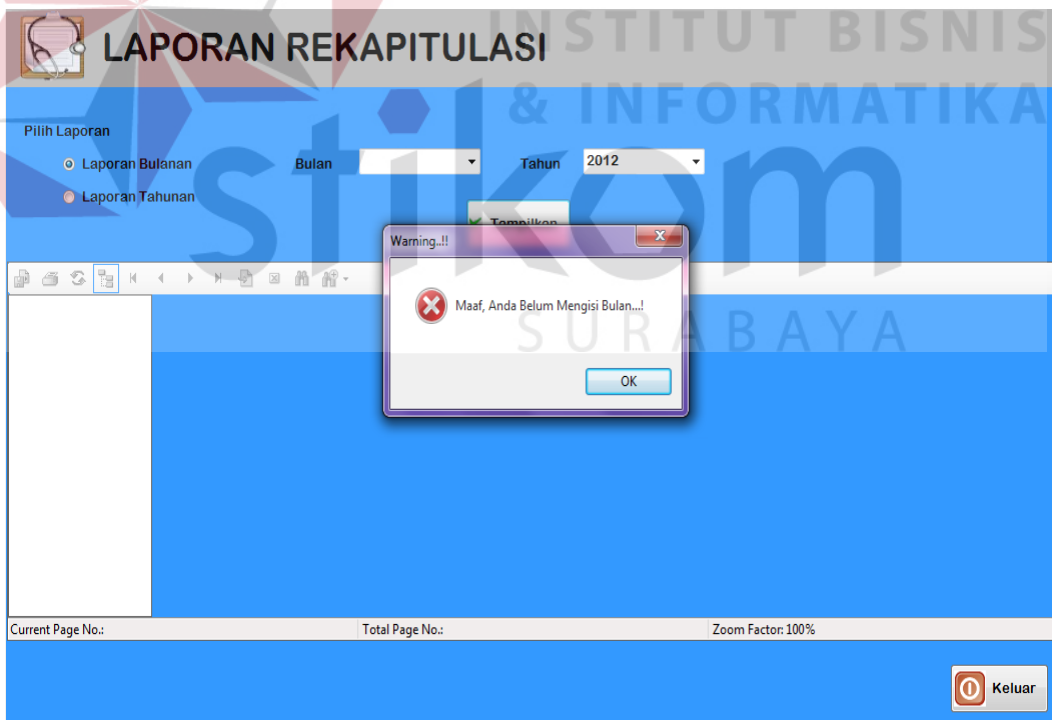 LAPORAN REKAPITULASI
INSTITUT BISNIS
& INFORMATIKA
stikom
SURABAYA
Pilih Laporan
Laporan Bulanan
Bulan
Tahun
2012
Laporan Tahunan
Tampilkan
Warning..!!
Maaf, Anda Belum Mengisi Bulan...!
OK
Current Page No.:
Total Page No.:
Zoom Factor: 100%
Keluar